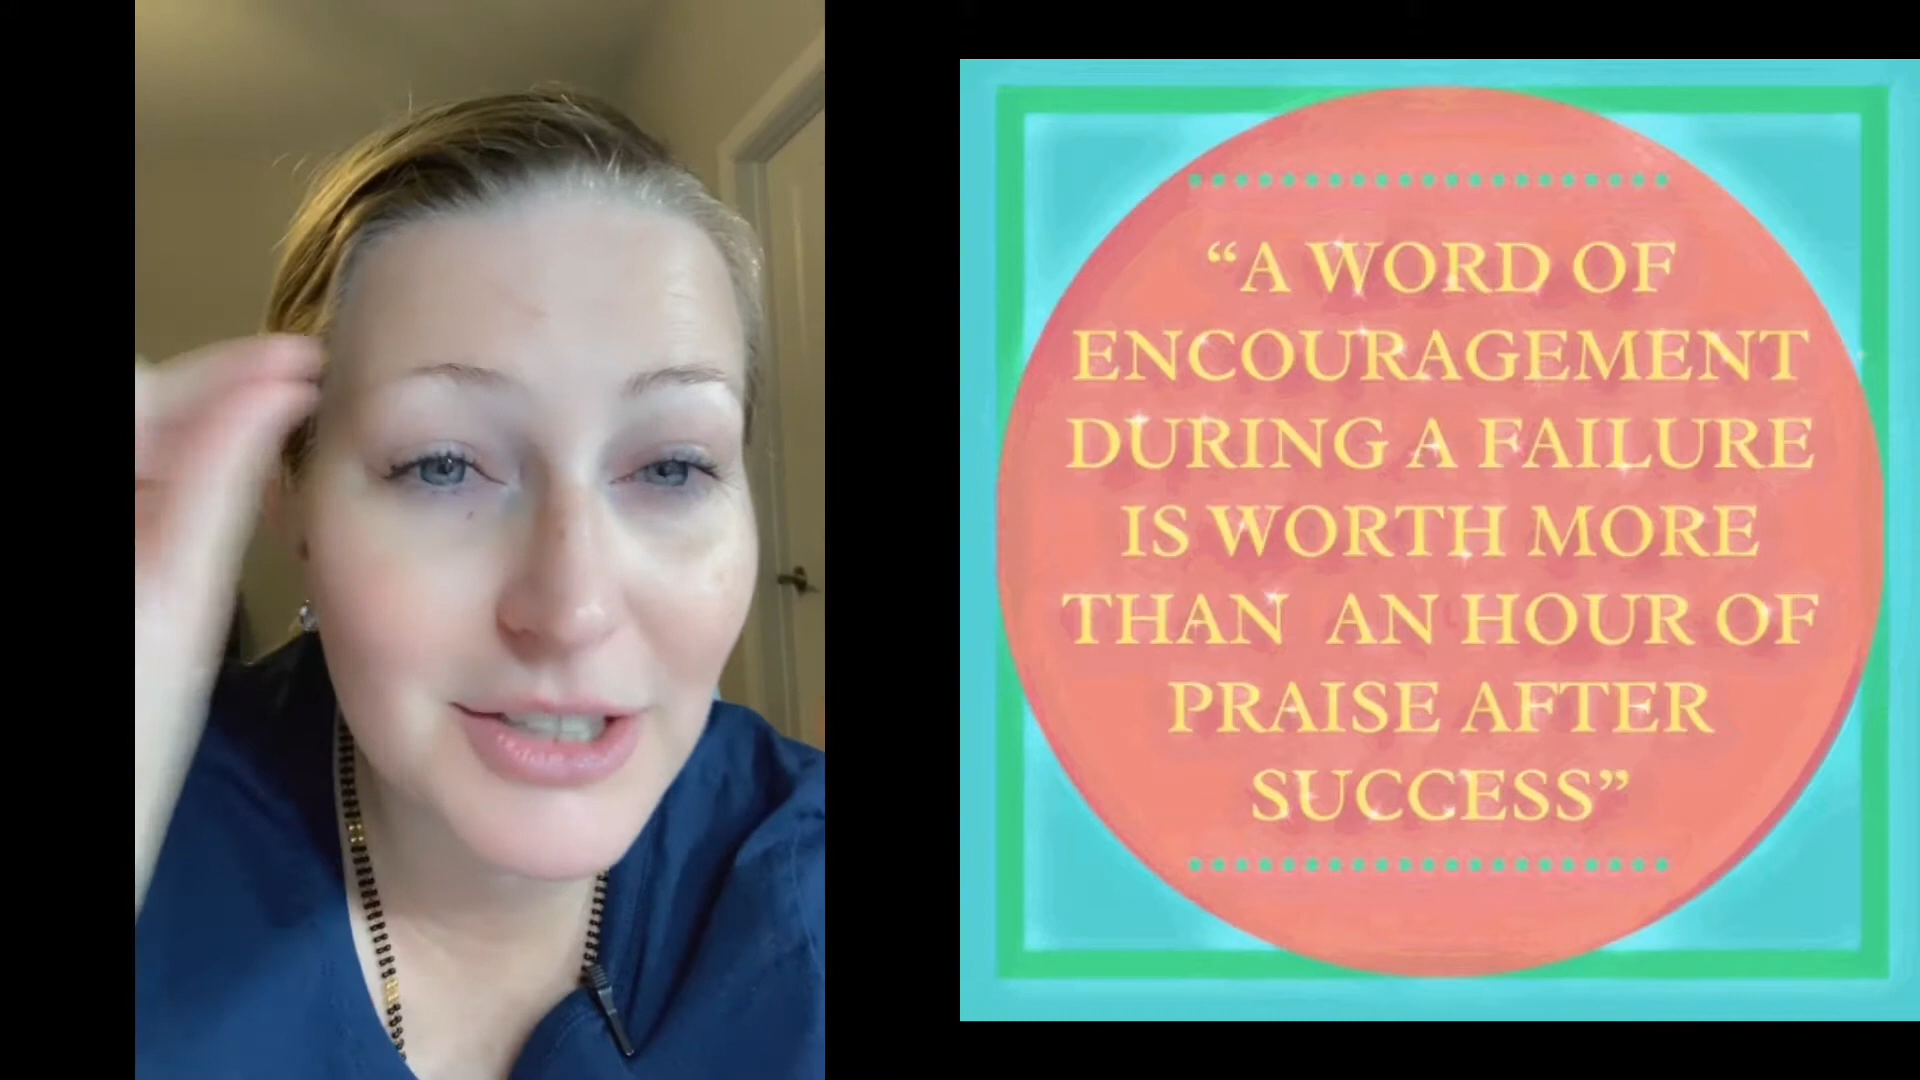 “A WORD OF
ENCOURAGEMENT
DURING A FAILURE
IS WORTH MORE
THAN AN HOUR OF
PRAISE AFTER
SUCCESS”